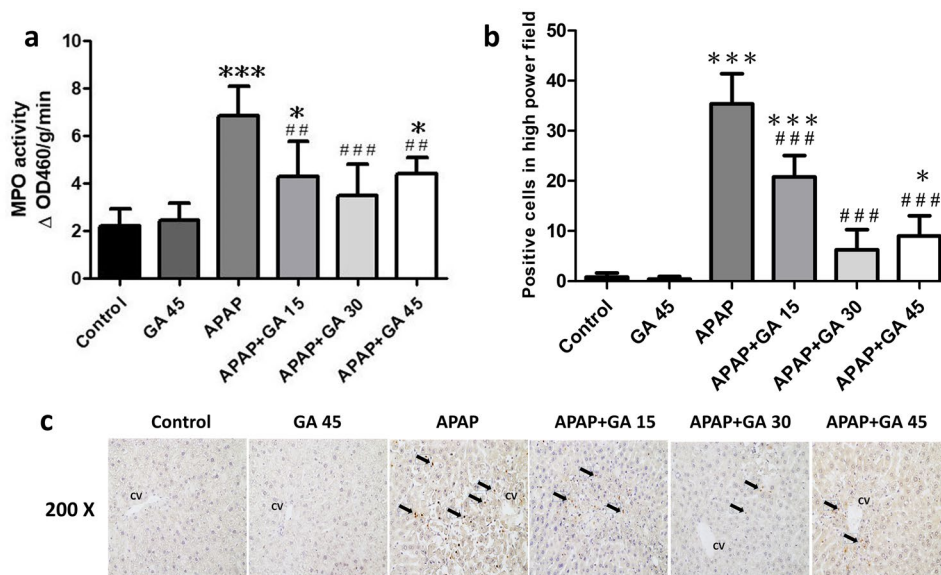 a
MPO activity
△ OD460/g/min
10
8
6
4
2
0
***
*
##
###
*
##
Control
GA 45
APAP
APAP+GA 15
APAP+GA 30
APAP+GA 45
b
Positive cells in high power field
50
40
30
20
10
0
***
***
###
###
*
###
Control
GA 45
APAP
APAP+GA 15
APAP+GA 30
APAP+GA 45
c
Control
GA 45
APAP
APAP+GA 15
APAP+GA 30
APAP+GA 45
200 X
CV
CV
CV
CV
CV